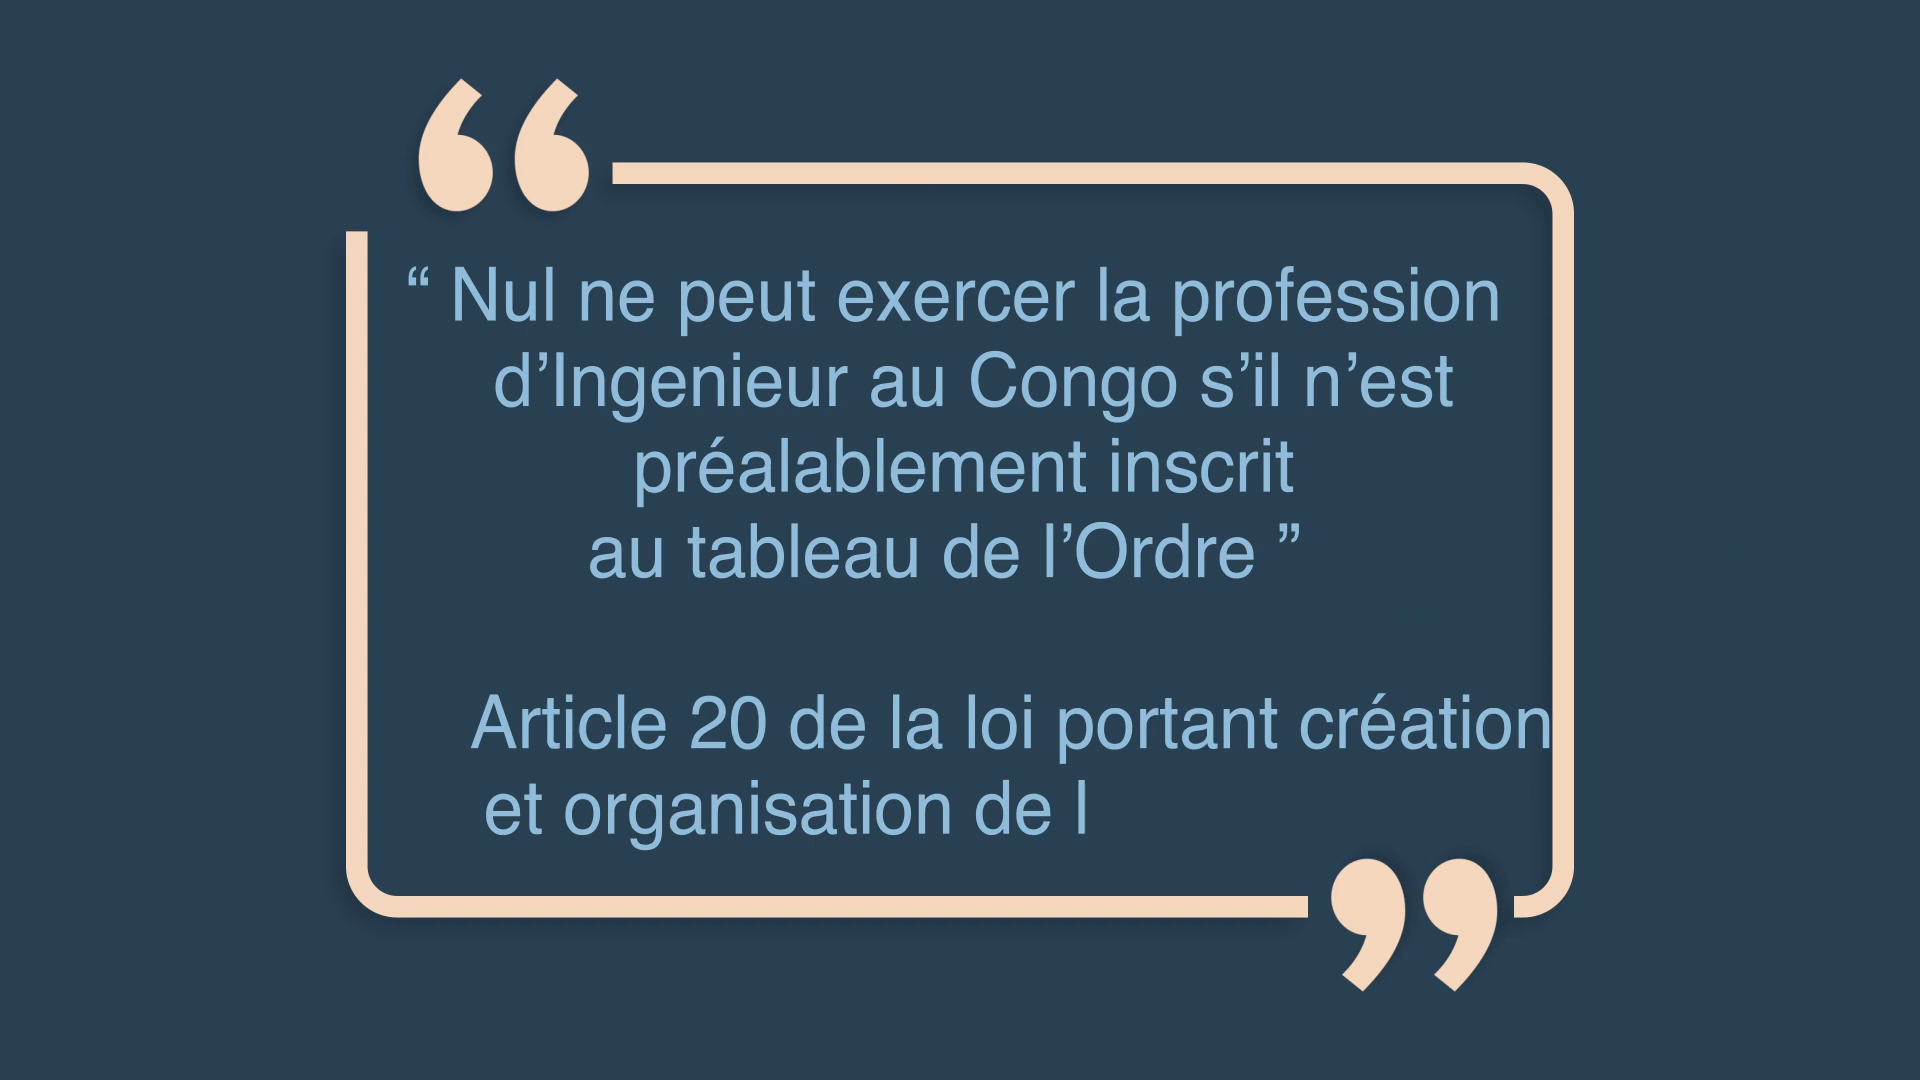 “ Nul ne peut exercer la profession
d’Ingenieur au Congo s’il n’est
préalablement inscrit
au tableau de l’Ordre ”
Article 20 de la loi portant création
et organisation de l